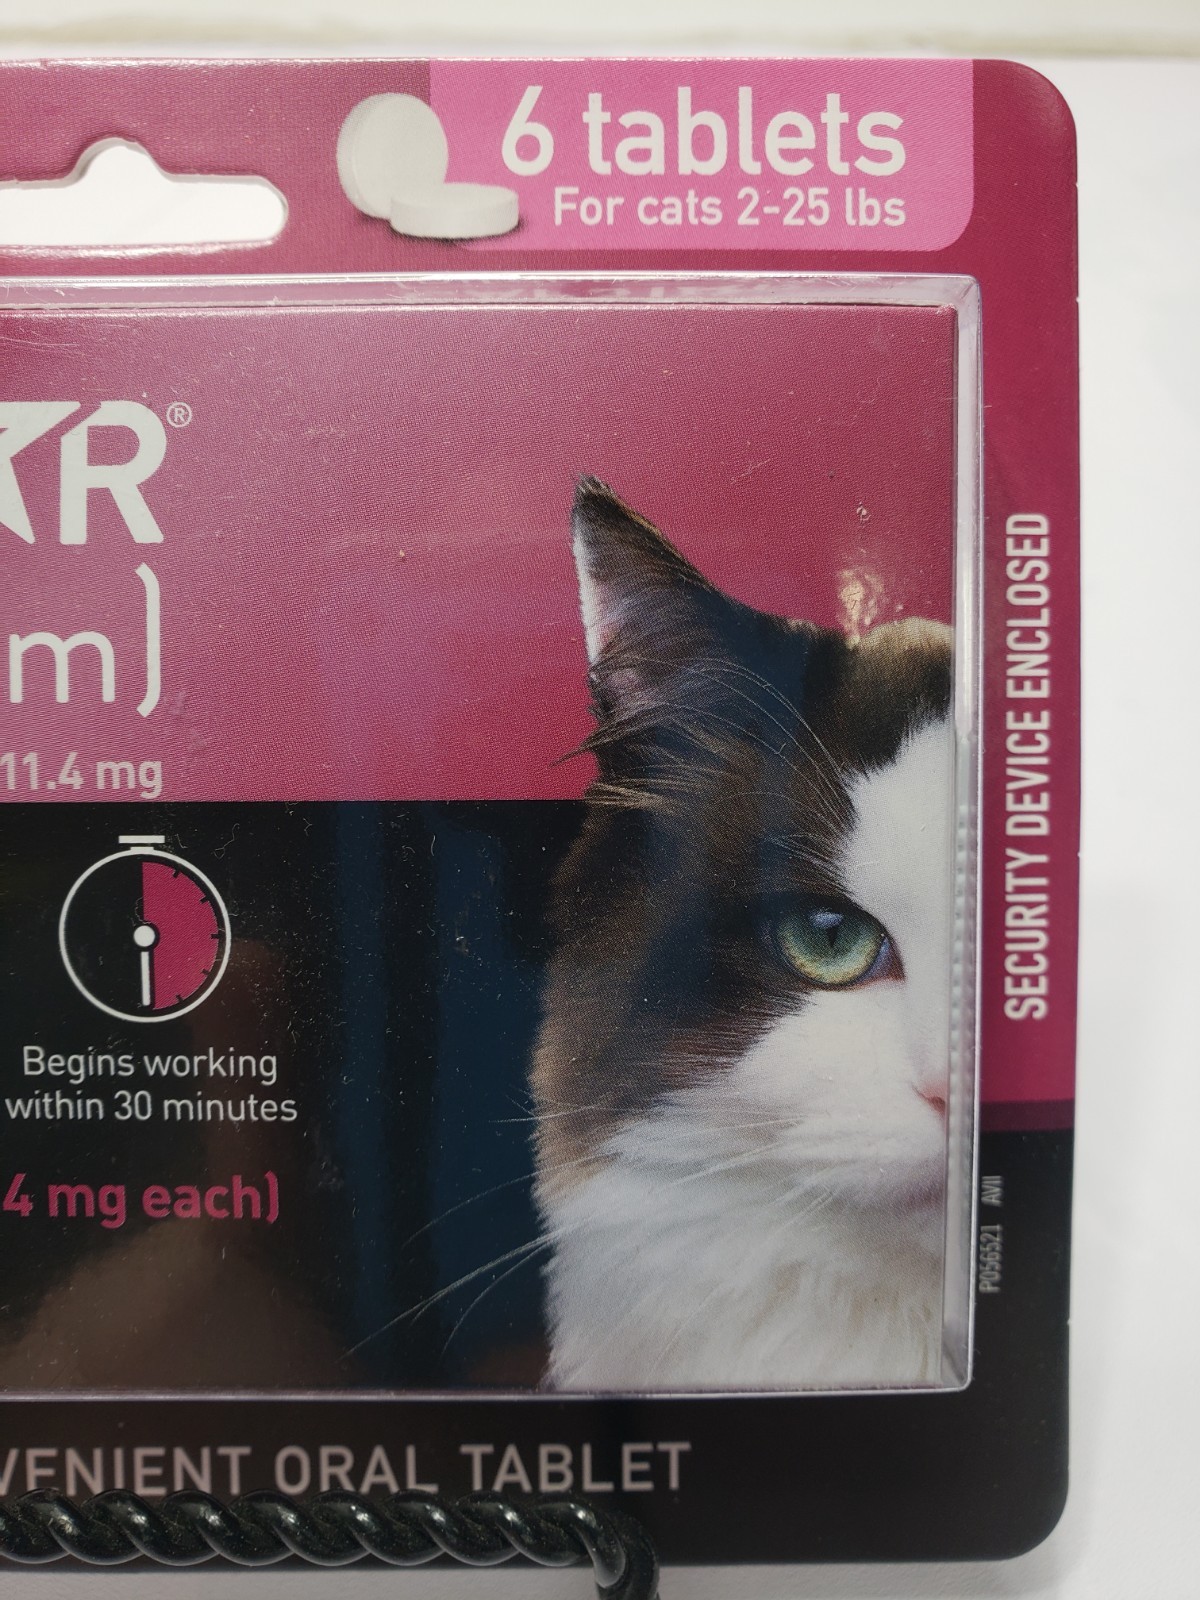 6 tablets
For cats 2-25 lbs
R®
m)
11.4 mg
Begins working
within 30 minutes
4 mg each)
SECURITY DEVICE ENCLOSED
P056521 AVII
VENIENT ORAL TABLET